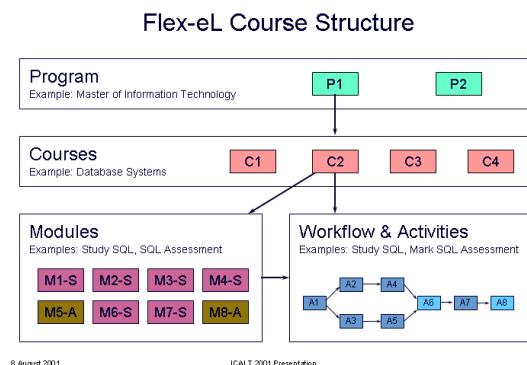 Flex-eL Course Structure
Program
Example: Master of Information Technology
P1 P2
Courses
Example: Database Systems
C1 C2 C3 C4
Modules
Examples: Study SQL, SQL Assessment
M1-S M2-S M3-S M4-S
M5-A M6-S M7-S M8-A
Workflow & Activities
Examples: Study SQL, Mark SQL Assessment
A2 A4
A1 A6 A7 A8
A3 A5
8 August 2001 ICALT 2001 Presentation